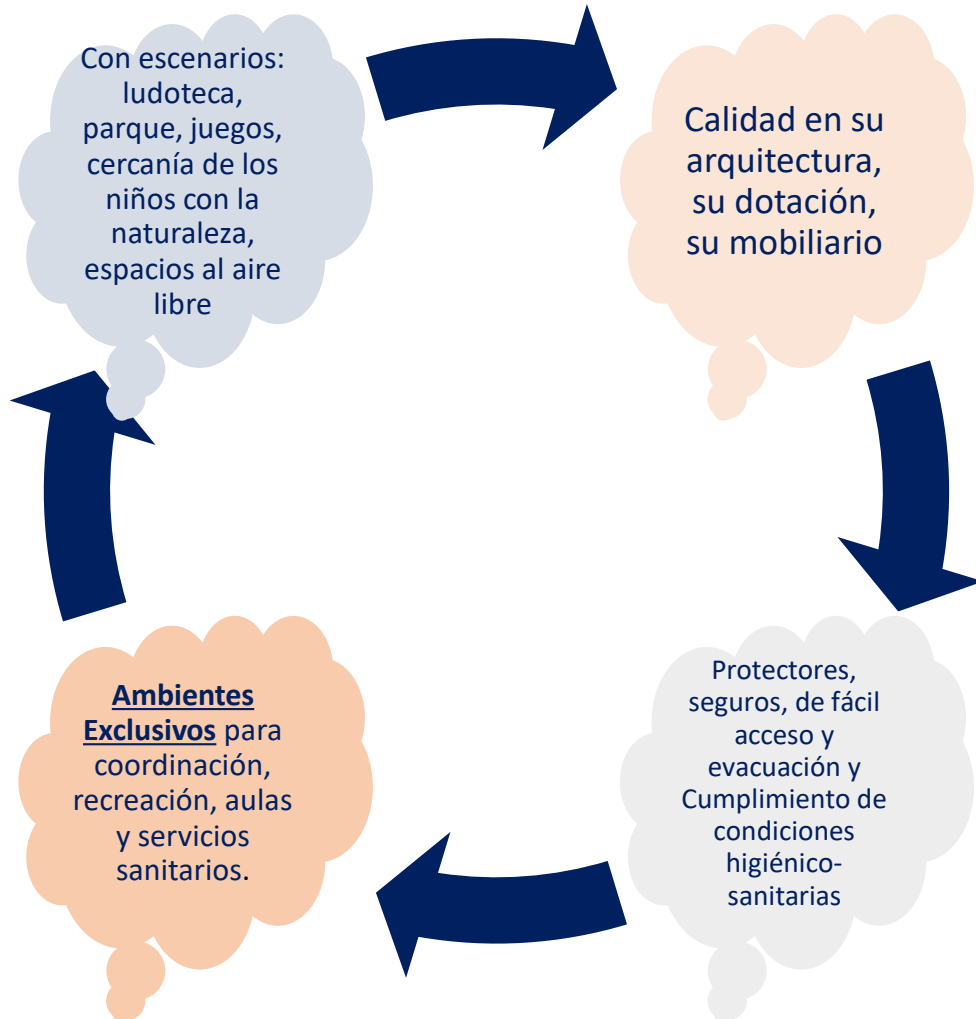 Con escenarios:
ludoteca,
parque, juegos,
cercanía de los
niños con la
naturaleza,
espacios al aire
libre
Calidad en su
arquitectura,
su dotación,
su mobiliario
Protectores,
seguros, de fácil
acceso y
evacuación y
Cumplimiento de
condiciones
higiénico-
sanitarias
Ambientes
Exclusivos para
coordinación,
recreación, aulas
y servicios
sanitarios.